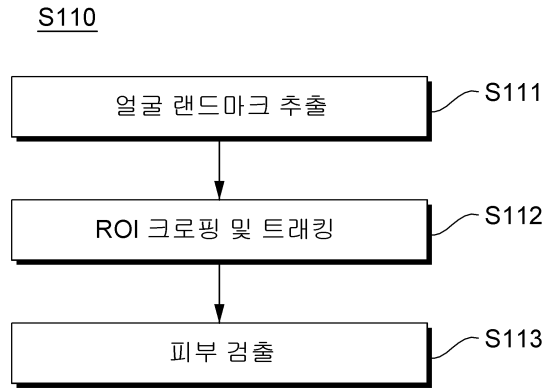 S110
얼굴 랜드마크 추출
S111
ROI 크로핑 및 트래킹
S112
피부 검출
S113